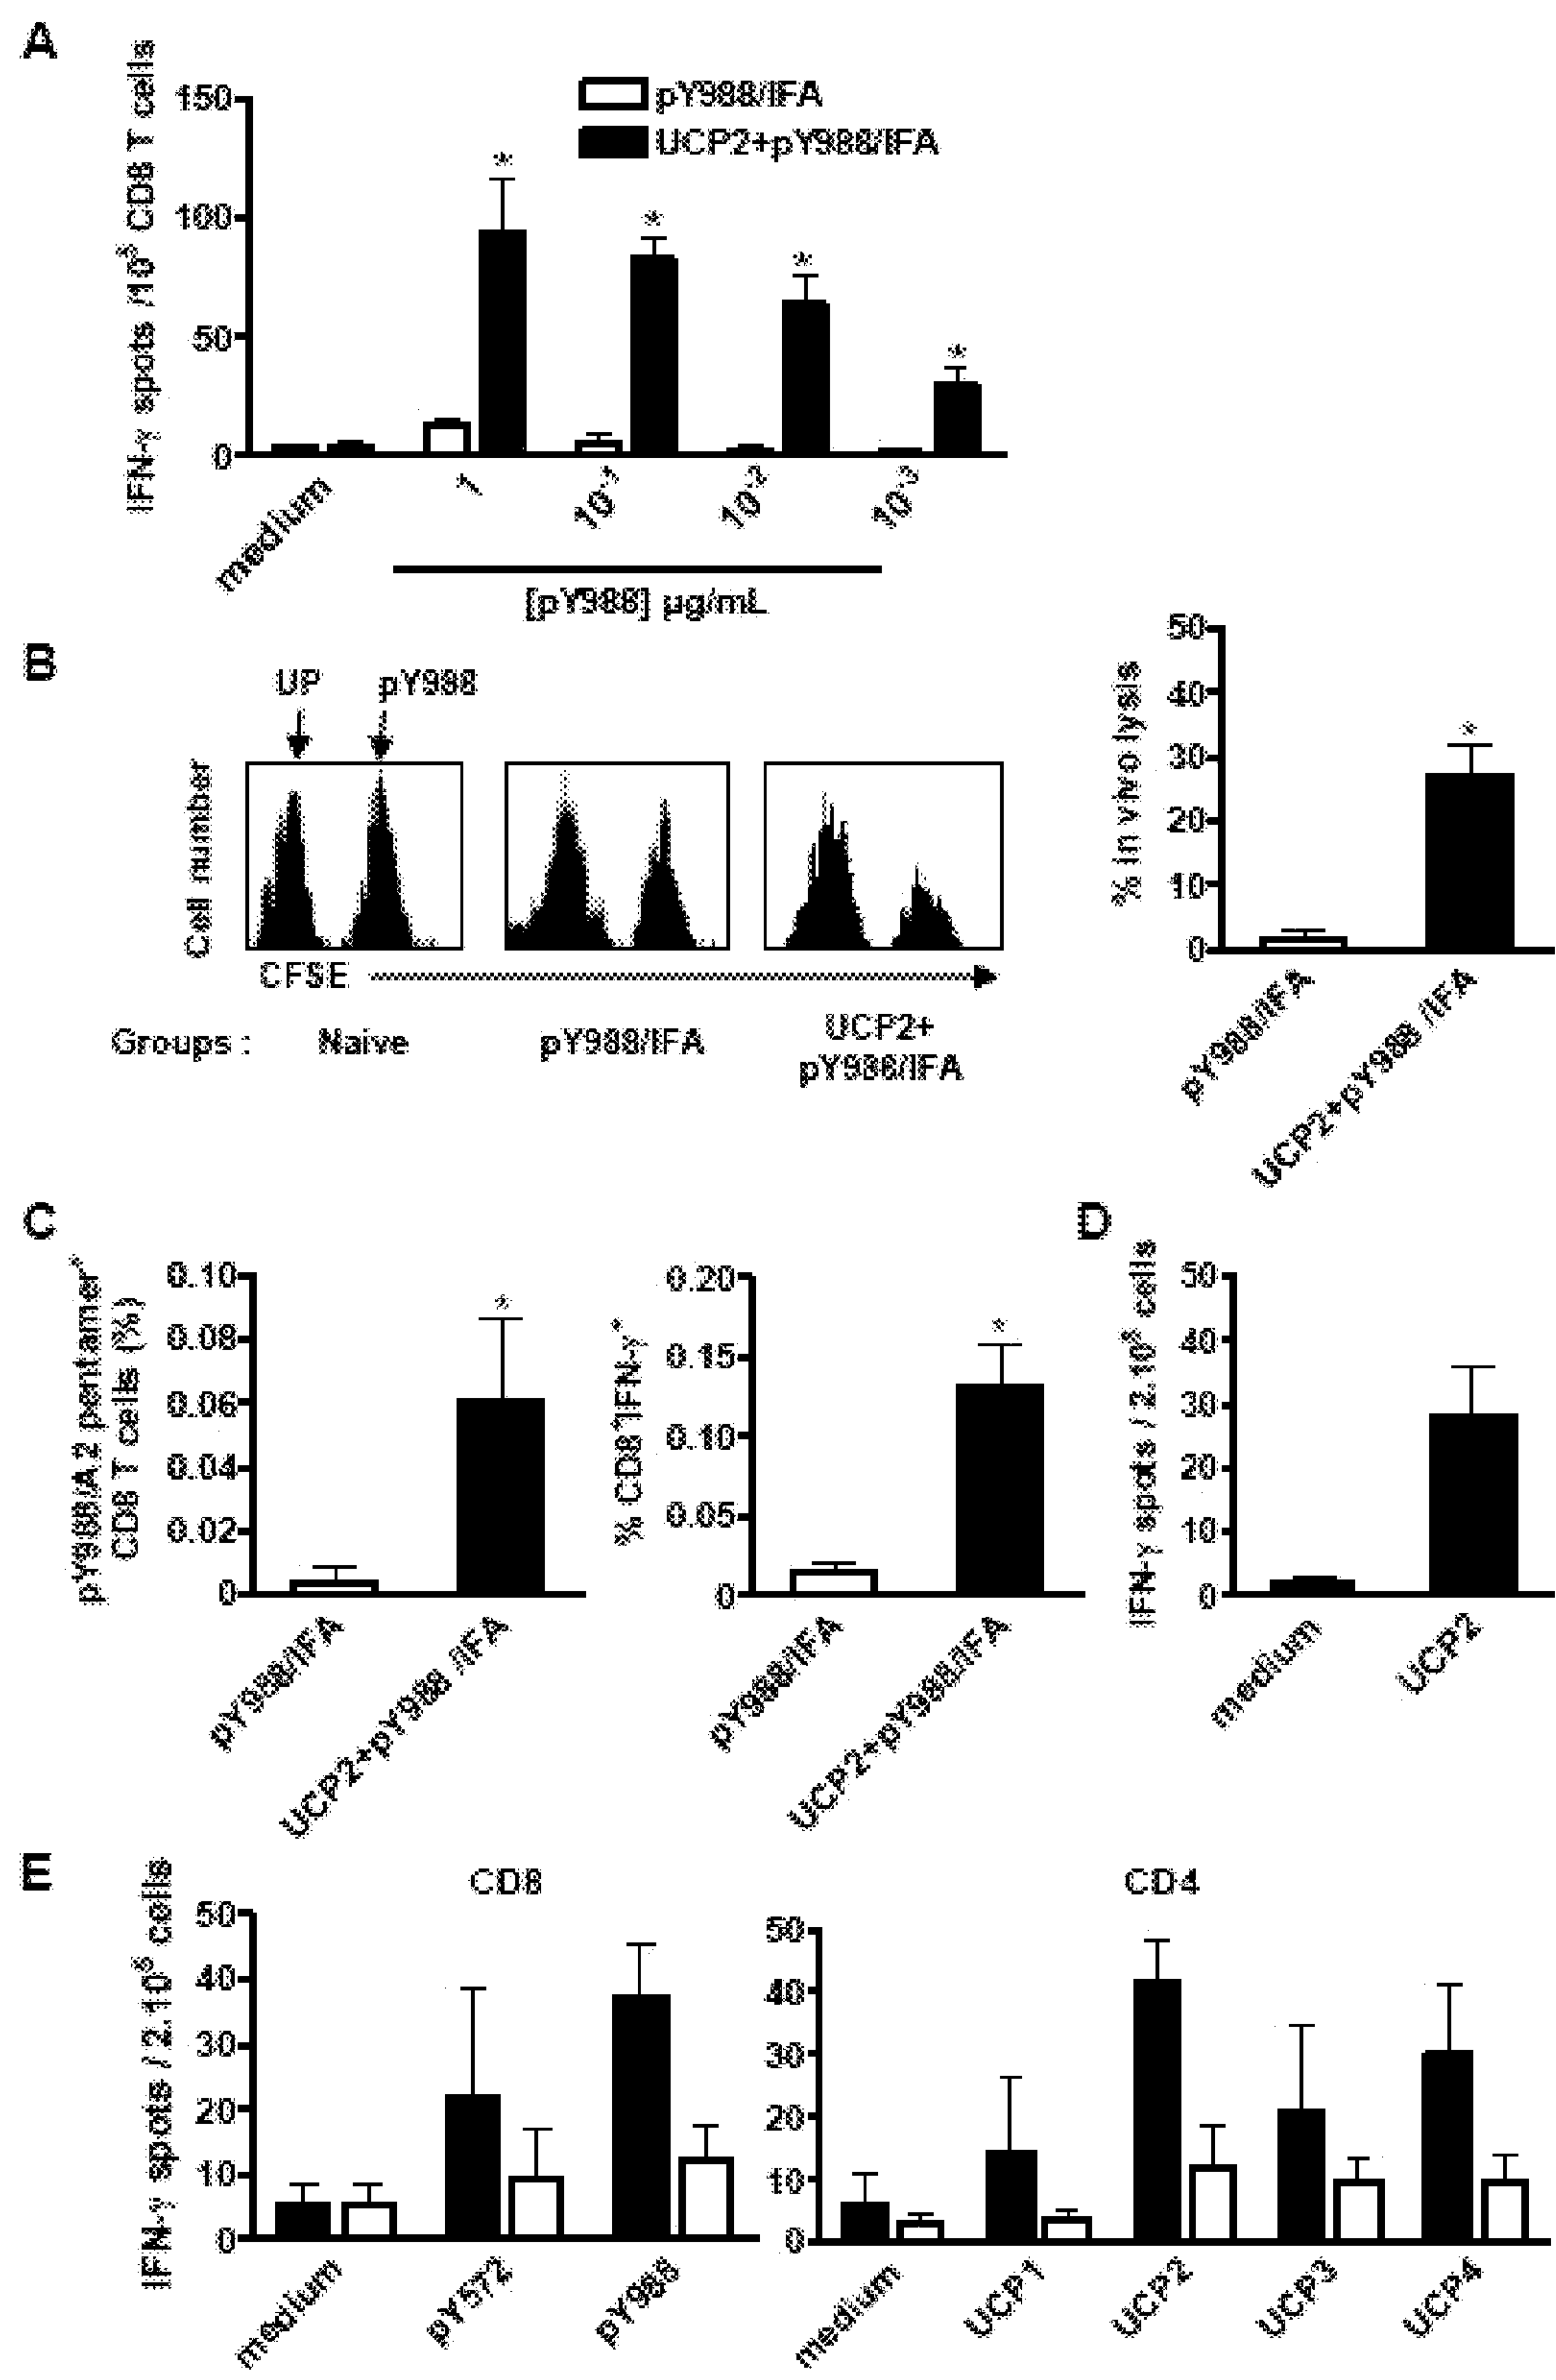 A
IFN-γ spots /10⁵ CD8 T cells
150
100
50
0
pY988/IFA
UCP2+pY988/IFA
*
*
*
*
medium
1
10⁻¹
10⁻²
10⁻³
[pY988] µg/mL
B
UP
pY988
Cell number
CFSE
Groups :
Naive
pY988/IFA
UCP2+
pY988/IFA
% in vivo lysis
50
40
30
20
10
0
*
pY988/IFA
UCP2+pY988 /IFA
C
pY988/A2 pentamer⁺
CD8 T cells (%)
0.10
0.08
0.06
0.04
0.02
0
*
pY988/IFA
UCP2+pY988 /IFA
% CD8⁺IFN-γ⁺
0.20
0.15
0.10
0.05
0
*
pY988/IFA
UCP2+pY988/IFA
D
IFN-γ spots / 2.10⁵ cells
50
40
30
20
10
0
medium
UCP2
E
CD8
IFN-γ spots / 2.10⁵ cells
50
40
30
20
10
0
medium
pY572
pY988
CD4
50
40
30
20
10
0
medium
UCP1
UCP2
UCP3
UCP4